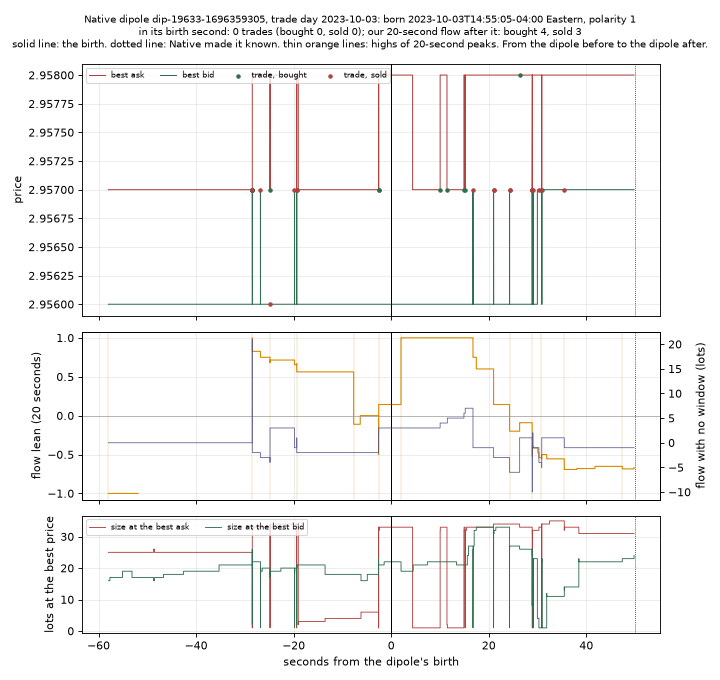 Native dipole dip-19633-1696359305, trade day 2023-10-03: born 2023-10-03T14:55:05-04:00 Eastern, polarity 1
in its birth second: 0 trades (bought 0, sold 0); our 20-second flow after it: bought 4, sold 3
solid line: the birth. dotted line: Native made it known. thin orange lines: highs of 20-second peaks. From the dipole before to the dipole after.
best ask best bid trade, bought trade, sold
2.95800
2.95775
2.95750
2.95725
2.95700
2.95675
2.95650
2.95625
2.95600
price
1.0
0.5
0.0
−0.5
−1.0
flow lean (20 seconds)
20
15
10
5
0
−5
−10
flow with no window (lots)
size at the best ask size at the best bid
30
20
10
0
lots at the best price
−60 −40 −20 0 20 40
seconds from the dipole's birth